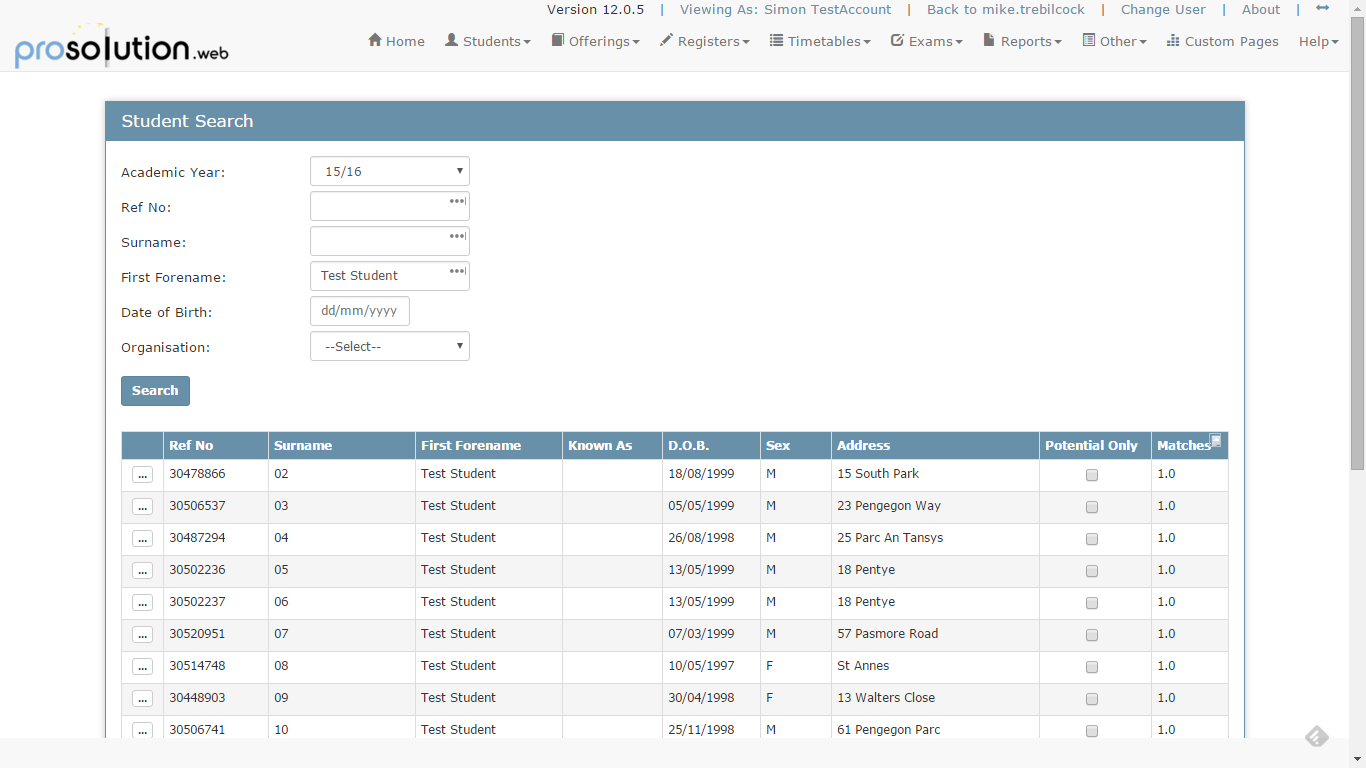 Version 12.0.5 | Viewing As: Simon TestAccount | Back to mike.trebilcock | Change User | About |
prosolution.web
Home Students Offerings Registers Timetables Exams Reports Other Custom Pages Help
Student Search
Academic Year: 15/16
Ref No:
Surname:
First Forename: Test Student
Date of Birth: dd/mm/yyyy
Organisation: --Select--
Search
Ref No Surname First Forename Known As D.O.B. Sex Address Potential Only Matches
... 30478866 02 Test Student 18/08/1999 M 15 South Park 1.0
... 30506537 03 Test Student 05/05/1999 M 23 Pengegon Way 1.0
... 30487294 04 Test Student 26/08/1998 M 25 Parc An Tansys 1.0
... 30502236 05 Test Student 13/05/1999 M 18 Pentye 1.0
... 30502237 06 Test Student 13/05/1999 M 18 Pentye 1.0
... 30520951 07 Test Student 07/03/1999 M 57 Pasmore Road 1.0
... 30514748 08 Test Student 10/05/1997 F St Annes 1.0
... 30448903 09 Test Student 30/04/1998 F 13 Walters Close 1.0
... 30506741 10 Test Student 25/11/1998 M 61 Pengegon Parc 1.0